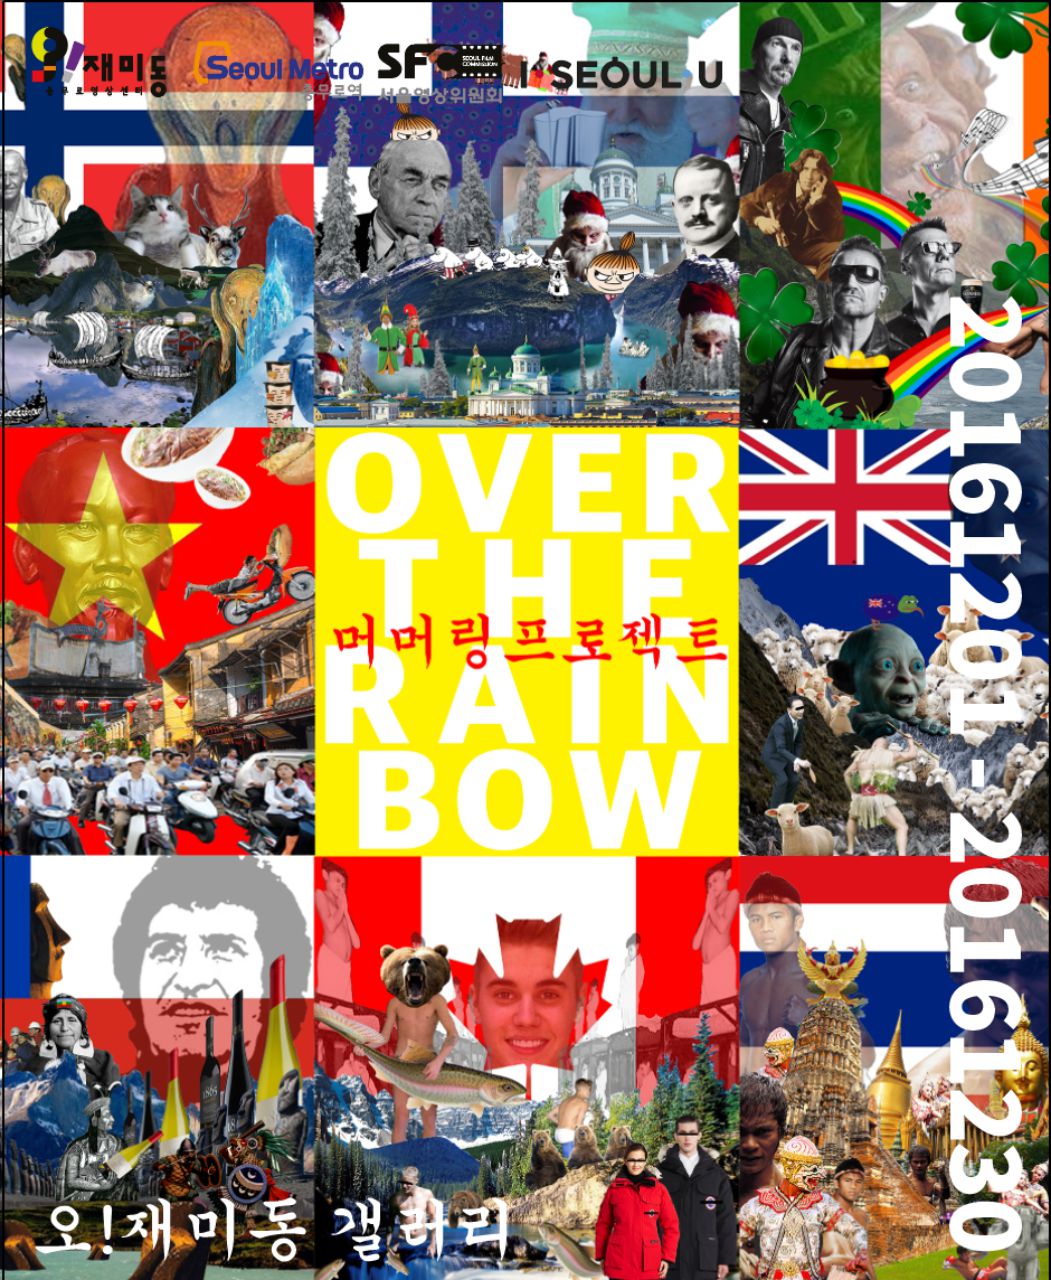 오!재미동
충무로영상센터
Seoul Metro
충무로역
SFC
SEOUL FILM COMMISSION
서울영상위원회
I SEOUL U
OVER
THE
머머링프로젝트
RAIN
BOW
20161201-20161230
GUINNESS
1865
오!재미동 갤러리